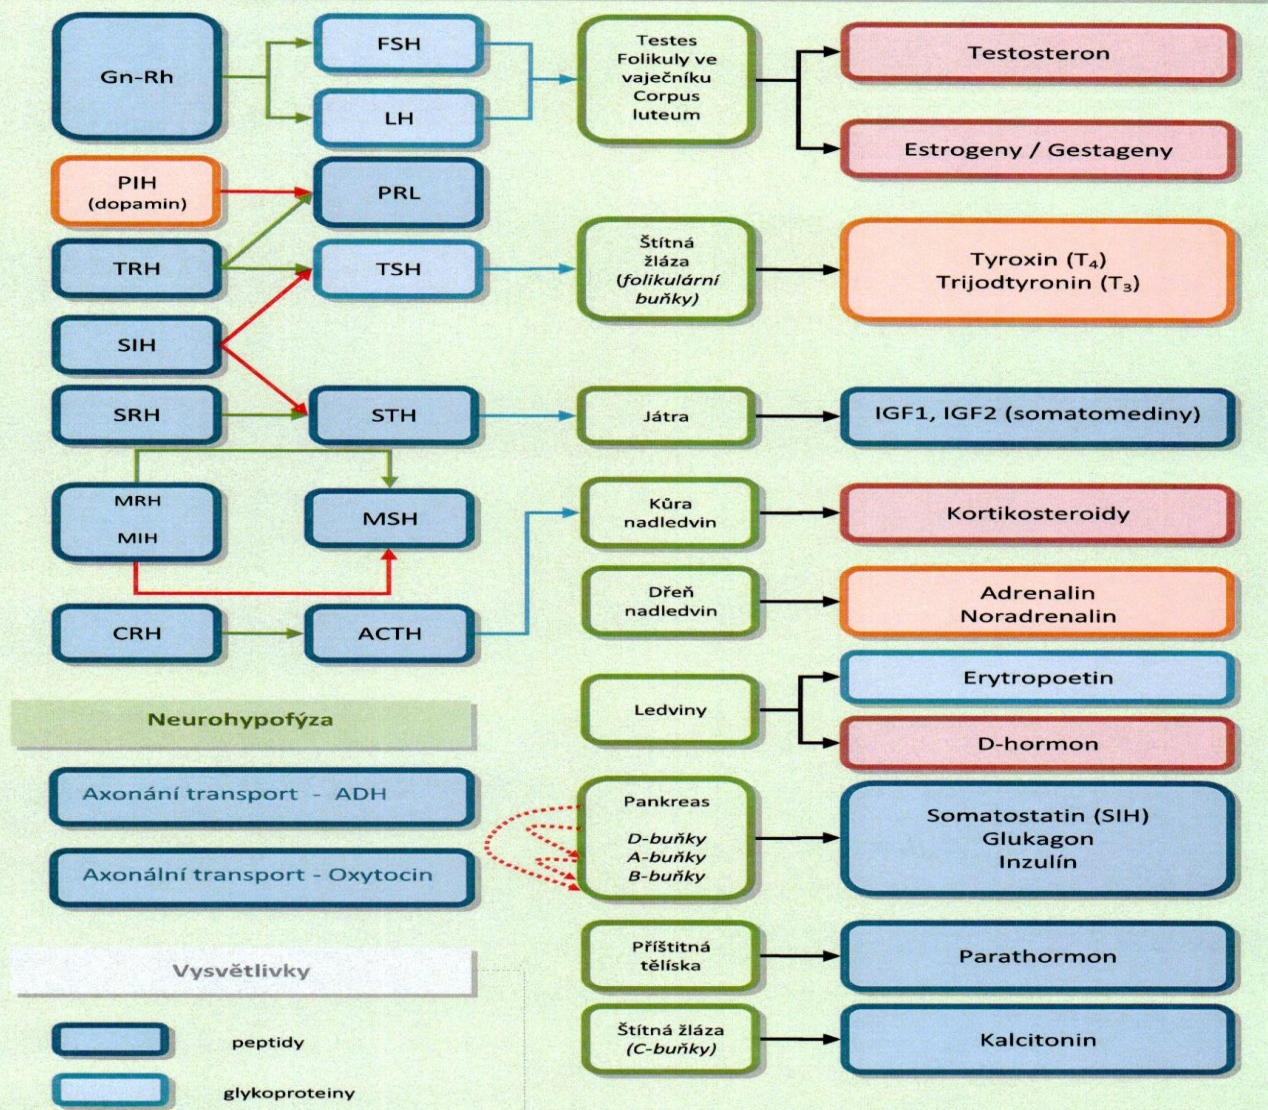 Gn-Rh
FSH
LH
Testes
Folikuly ve
vaječníku
Corpus
luteum
Testosteron
Estrogeny / Gestageny
PIH
(dopamin)
PRL
TRH
TSH
Štítná
žláza
(folikulární
buňky)
Tyroxin (T₄)
Trijodtyronin (T₃)
SIH
SRH
STH
Játra
IGF1, IGF2 (somatomediny)
MRH
MIH
MSH
Kůra
nadledvin
Kortikosteroidy
Dřeň
nadledvin
Adrenalin
Noradrenalin
CRH
ACTH
Ledviny
Erytropoetin
D-hormon
Neurohypofýza
Axonání transport - ADH
Axonální transport - Oxytocin
Pankreas
D-buňky
A-buňky
B-buňky
Somatostatin (SIH)
Glukagon
Inzulín
Příštitná
tělíska
Parathormon
Štítná žláza
(C-buňky)
Kalcitonin
Vysvětlivky
peptidy
glykoproteiny